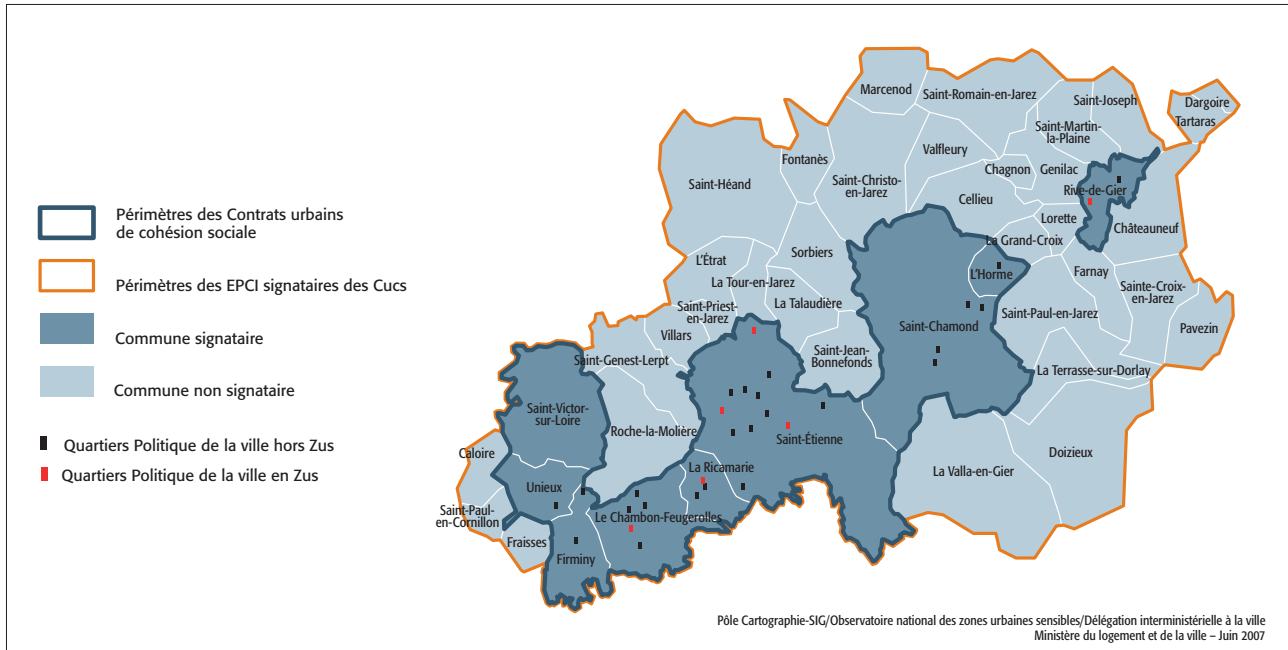 Périmètres des Contrats urbains
de cohésion sociale
Périmètres des EPCI signataires des Cucs
Commune signataire
Commune non signataire
Quartiers Politique de la ville hors Zus
Quartiers Politique de la ville en Zus
Marcenod
Saint-Romain-en-Jarez
Saint-Joseph
Dargoire
Tartaras
Saint-Martin-
la-Plaine
Fontanès
Valfleury
Chagnon
Genilac
Saint-Héand
Saint-Christo-
en-Jarez
Rive-de-Gier
Cellieu
Lorette
Châteauneuf
La Grand-Croix
Sorbiers
L'Étrat
L'Horme
Farnay
La Tour-en-Jarez
Sainte-Croix-
en-Jarez
La Talaudière
Saint-Priest-
en-Jarez
Saint-Paul-en-Jarez
Saint-Chamond
Pavezin
Villars
Saint-Jean-
Bonnefonds
Saint-Genest-Lerpt
La Terrasse-sur-Dorlay
Saint-Victor-
sur-Loire
Roche-la-Molière
Saint-Étienne
Caloire
Doizieux
La Ricamarie
La Valla-en-Gier
Unieux
Saint-Paul-
en-Cornillon
Le Chambon-Feugerolles
Fraisses
Firminy
Pôle Cartographie-SIG/Observatoire national des zones urbaines sensibles/Délégation interministérielle à la ville
Ministère du logement et de la ville – Juin 2007